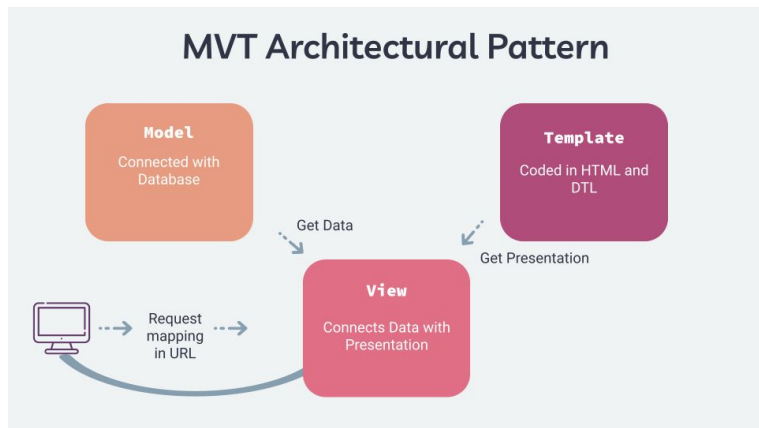 MVT Architectural Pattern
Model
Connected with
Database
Template
Coded in HTML and
DTL
Get Data
Get Presentation
View
Connects Data with
Presentation
Request
mapping
in URL